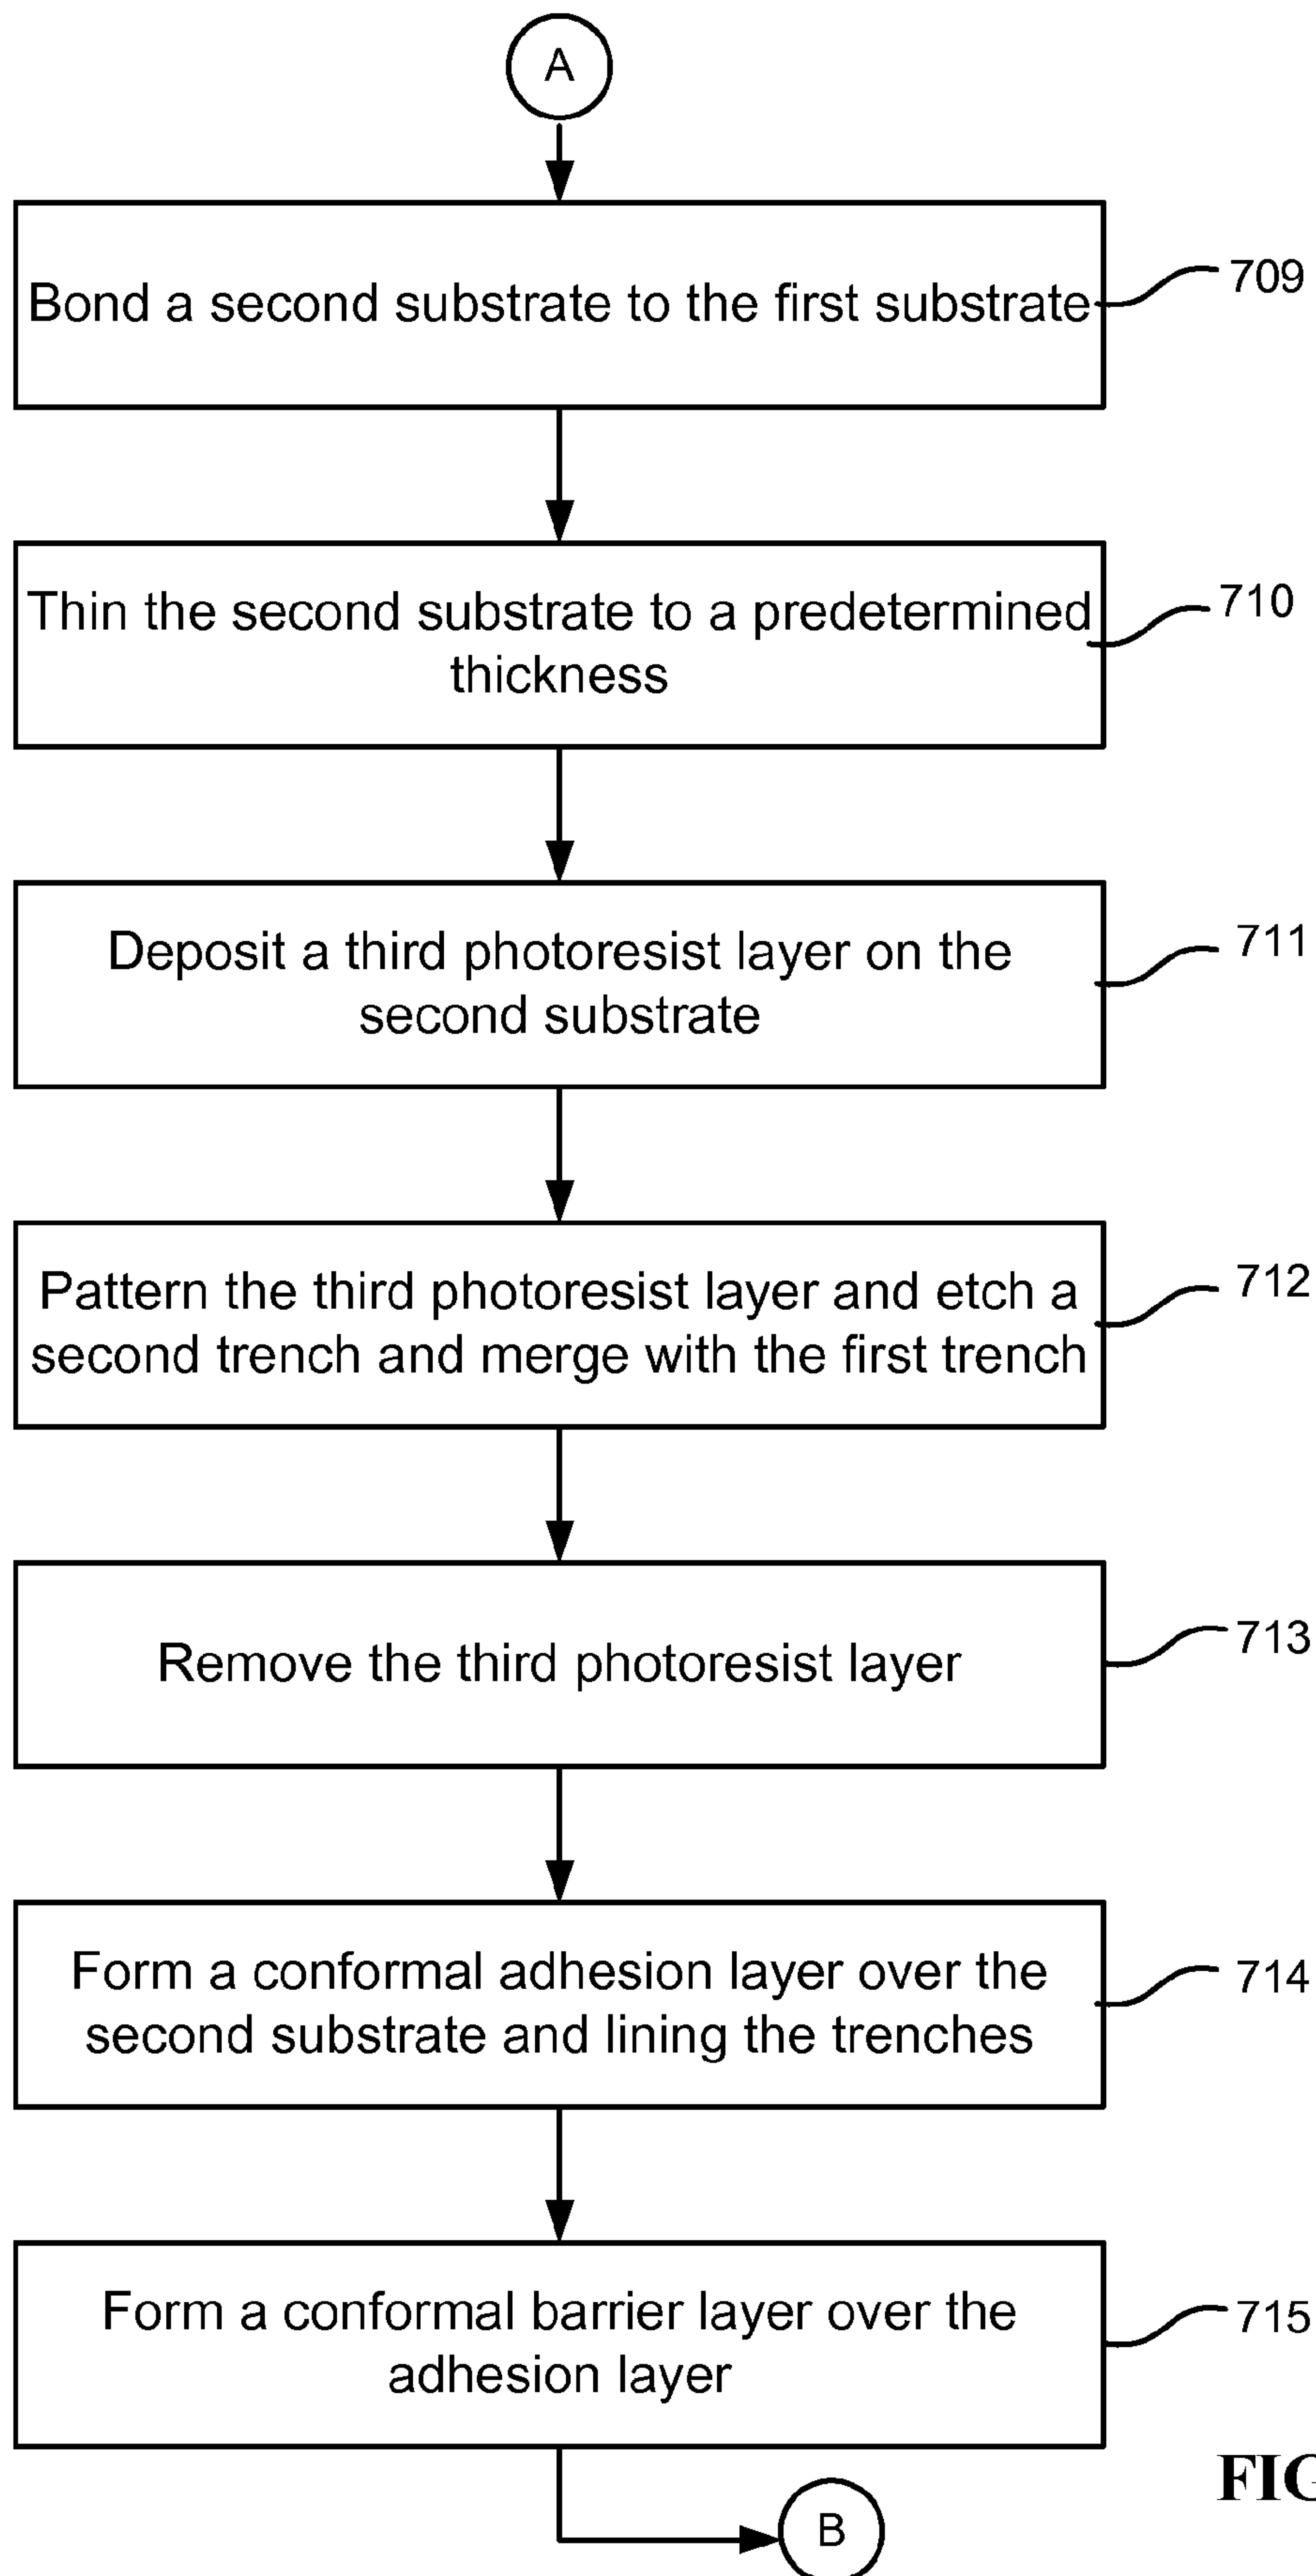 A
Bond a second substrate to the first substrate
709
Thin the second substrate to a predetermined
thickness
710
Deposit a third photoresist layer on the
second substrate
711
Pattern the third photoresist layer and etch a
second trench and merge with the first trench
712
Remove the third photoresist layer
713
Form a conformal adhesion layer over the
second substrate and lining the trenches
714
Form a conformal barrier layer over the
adhesion layer
715
FIG
B